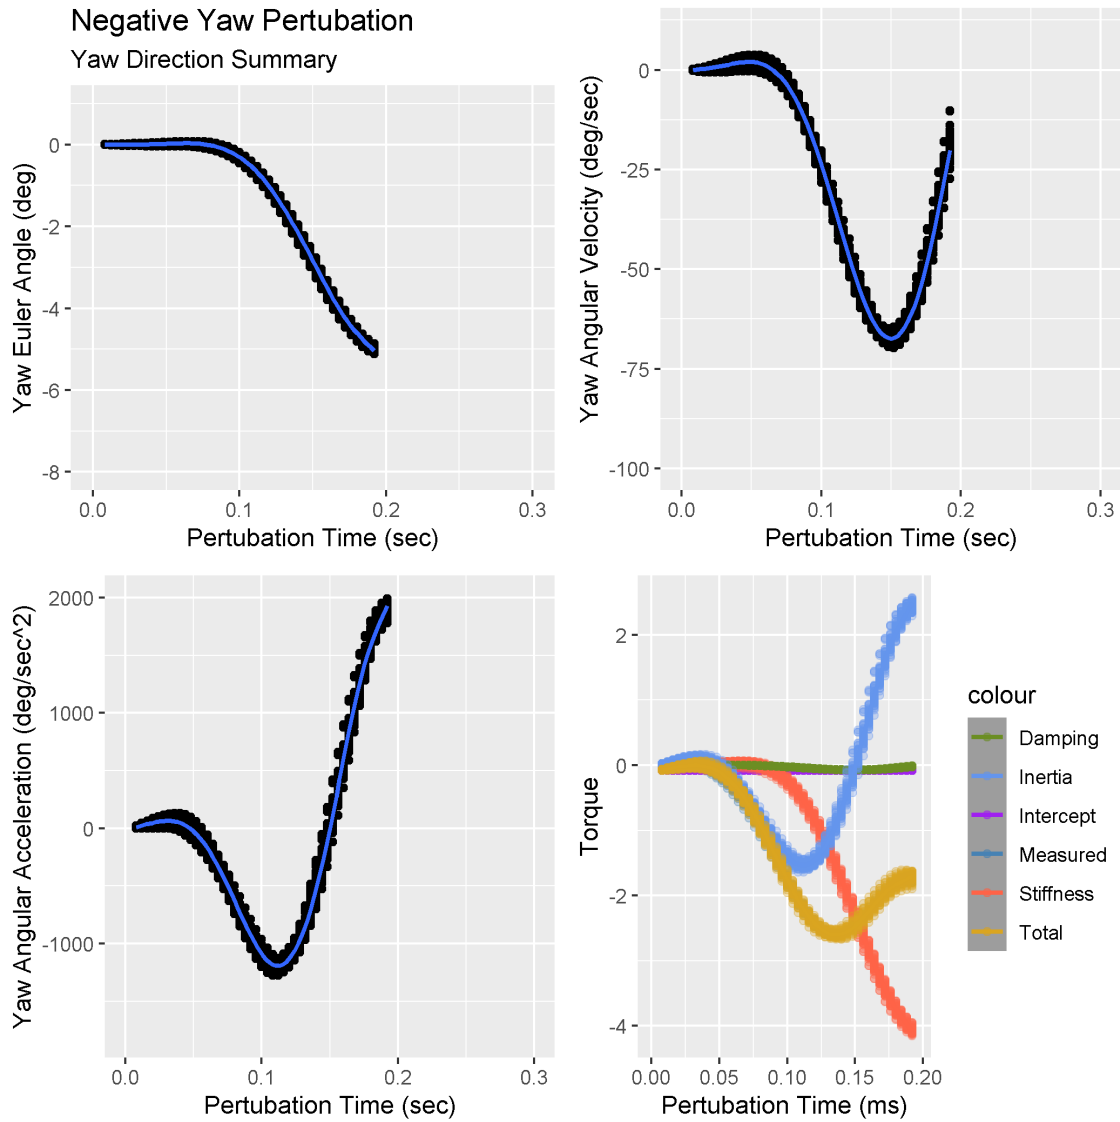 Negative Yaw Pertubation
Yaw Direction Summary
Yaw Euler Angle (deg)
0
-2
-4
-6
-8
0.0 0.1 0.2 0.3
Pertubation Time (sec)
Yaw Angular Velocity (deg/sec)
0
-25
-50
-75
-100
0.0 0.1 0.2 0.3
Pertubation Time (sec)
Yaw Angular Acceleration (deg/sec^2)
2000
1000
0
-1000
0.0 0.1 0.2 0.3
Pertubation Time (sec)
Torque
2
0
-2
-4
0.00 0.05 0.10 0.15 0.20
Pertubation Time (ms)
colour
Damping
Inertia
Intercept
Measured
Stiffness
Total